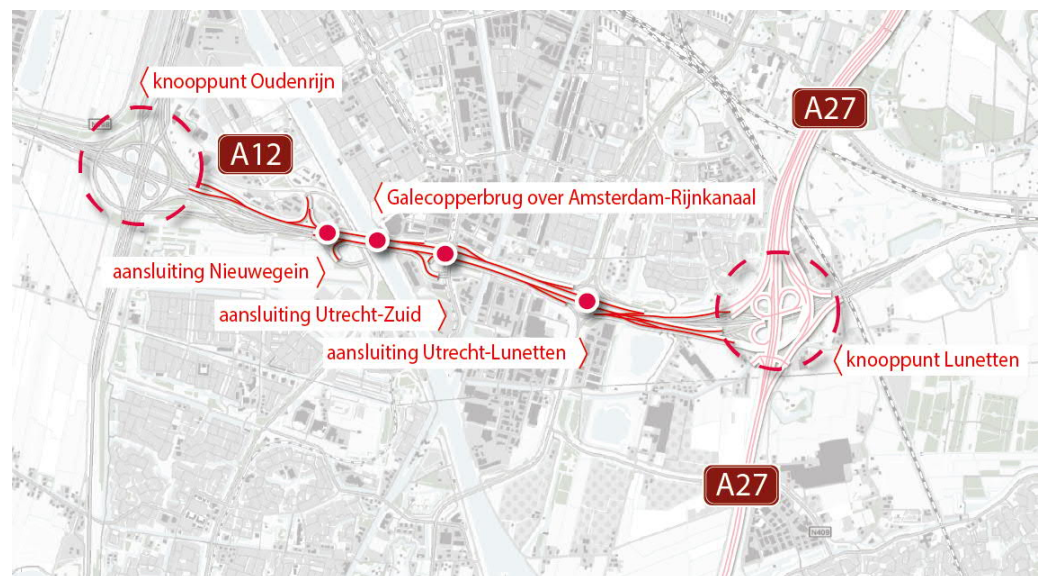 knooppunt Oudenrijn
A27
A12
Galecopperbrug over Amsterdam-Rijnkanaal
aansluiting Nieuwegein
aansluiting Utrecht-Zuid
aansluiting Utrecht-Lunetten
knooppunt Lunetten
A27
N408